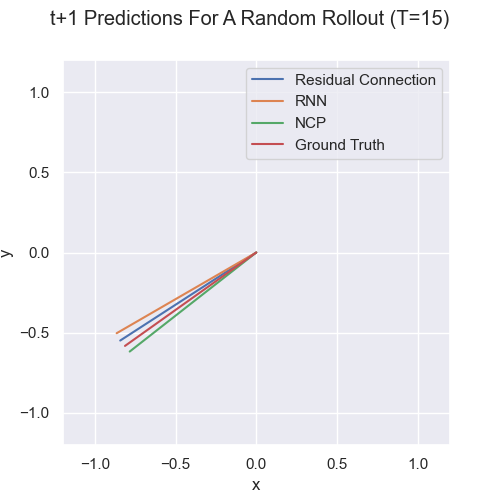 t+1 Predictions For A Random Rollout (T=15)
Residual Connection
RNN
NCP
Ground Truth
1.0
0.5
0.0
−0.5
−1.0
y
−1.0 −0.5 0.0 0.5 1.0
x